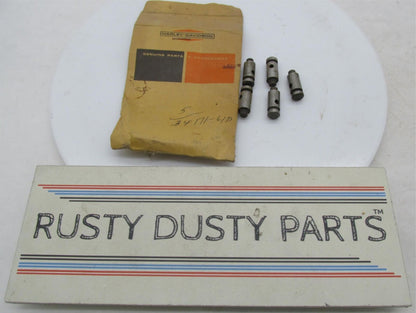 HARLEY-DAVIDSON
GENUINE PARTS
5
RUSTY DUSTY PARTS™